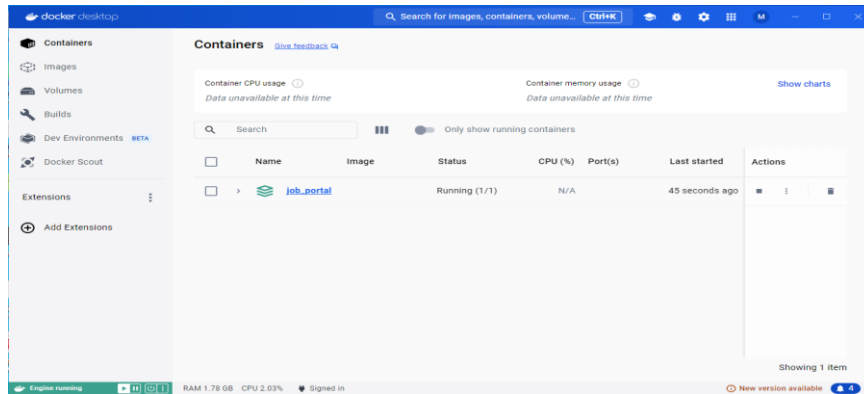 docker desktop
Search for images, containers, volume... Ctrl+K
M
Containers
Images
Volumes
Builds
Dev Environments BETA
Docker Scout
Extensions
Add Extensions
Containers Give feedback
Container CPU usage
Data unavailable at this time
Container memory usage
Data unavailable at this time
Show charts
Search
Only show running containers
Name Image Status CPU (%) Port(s) Last started Actions
job_portal Running (1/1) N/A 45 seconds ago
Showing 1 item
Engine running RAM 1.78 GB CPU 2.03% Signed in New version available 4